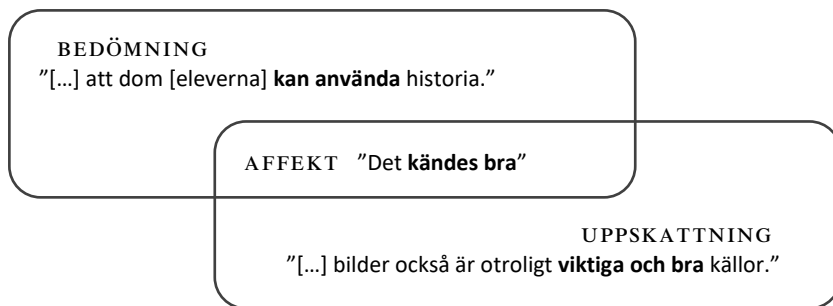 BEDÖMNING
”[…] att dom [eleverna] kan använda historia.”
AFFEKT ”Det kändes bra”
UPPSKATTNING
”[…] bilder också är otroligt viktiga och bra källor.”